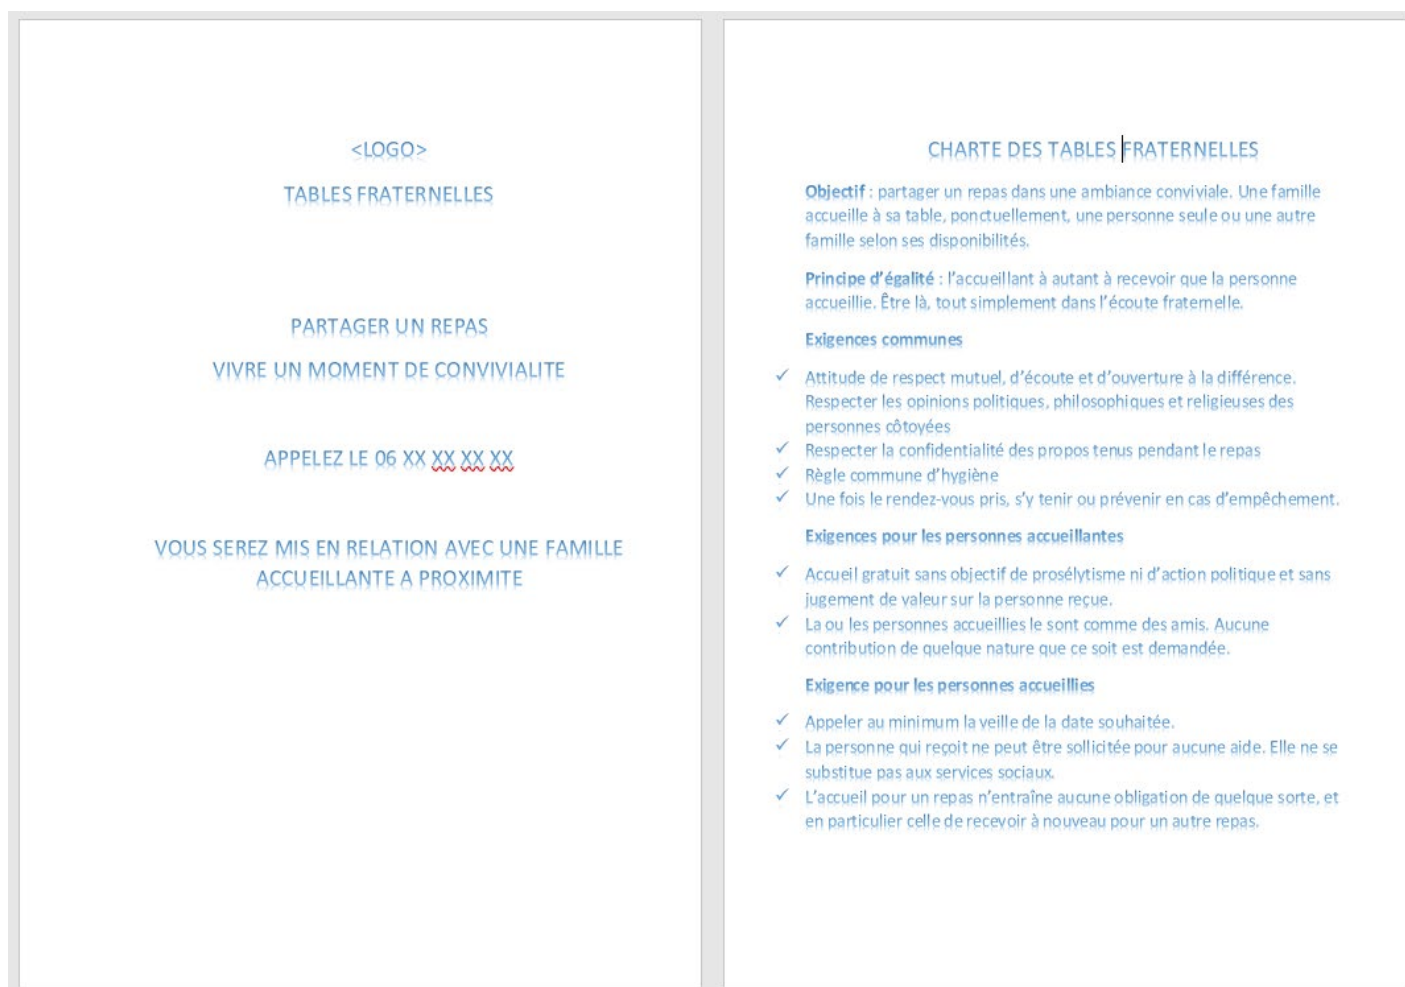 <LOGO>
TABLES FRATERNELLES
PARTAGER UN REPAS
VIVRE UN MOMENT DE CONVIVIALITE
APPELEZ LE 06 XX XX XX XX
VOUS SEREZ MIS EN RELATION AVEC UNE FAMILLE
ACCUEILLANTE A PROXIMITE
CHARTE DES TABLES FRATERNELLES
Objectif : partager un repas dans une ambiance conviviale. Une famille
accueille à sa table, ponctuellement, une personne seule ou une autre
famille selon ses disponibilités.
Principe d’égalité : l’accueillant à autant à recevoir que la personne
accueillie. Être là, tout simplement dans l’écoute fraternelle.
Exigences communes
✓ Attitude de respect mutuel, d’écoute et d’ouverture à la différence.
Respecter les opinions politiques, philosophiques et religieuses des
personnes côtoyées
✓ Respecter la confidentialité des propos tenus pendant le repas
✓ Règle commune d’hygiène
✓ Une fois le rendez-vous pris, s’y tenir ou prévenir en cas d’empêchement.
Exigences pour les personnes accueillantes
✓ Accueil gratuit sans objectif de prosélytisme ni d’action politique et sans
jugement de valeur sur la personne reçue.
✓ La ou les personnes accueillies le sont comme des amis. Aucune
contribution de quelque nature que ce soit est demandée.
Exigence pour les personnes accueillies
✓ Appeler au minimum la veille de la date souhaitée.
✓ La personne qui reçoit ne peut être sollicitée pour aucune aide. Elle ne se
substitue pas aux services sociaux.
✓ L’accueil pour un repas n’entraîne aucune obligation de quelque sorte, et
en particulier celle de recevoir à nouveau pour un autre repas.